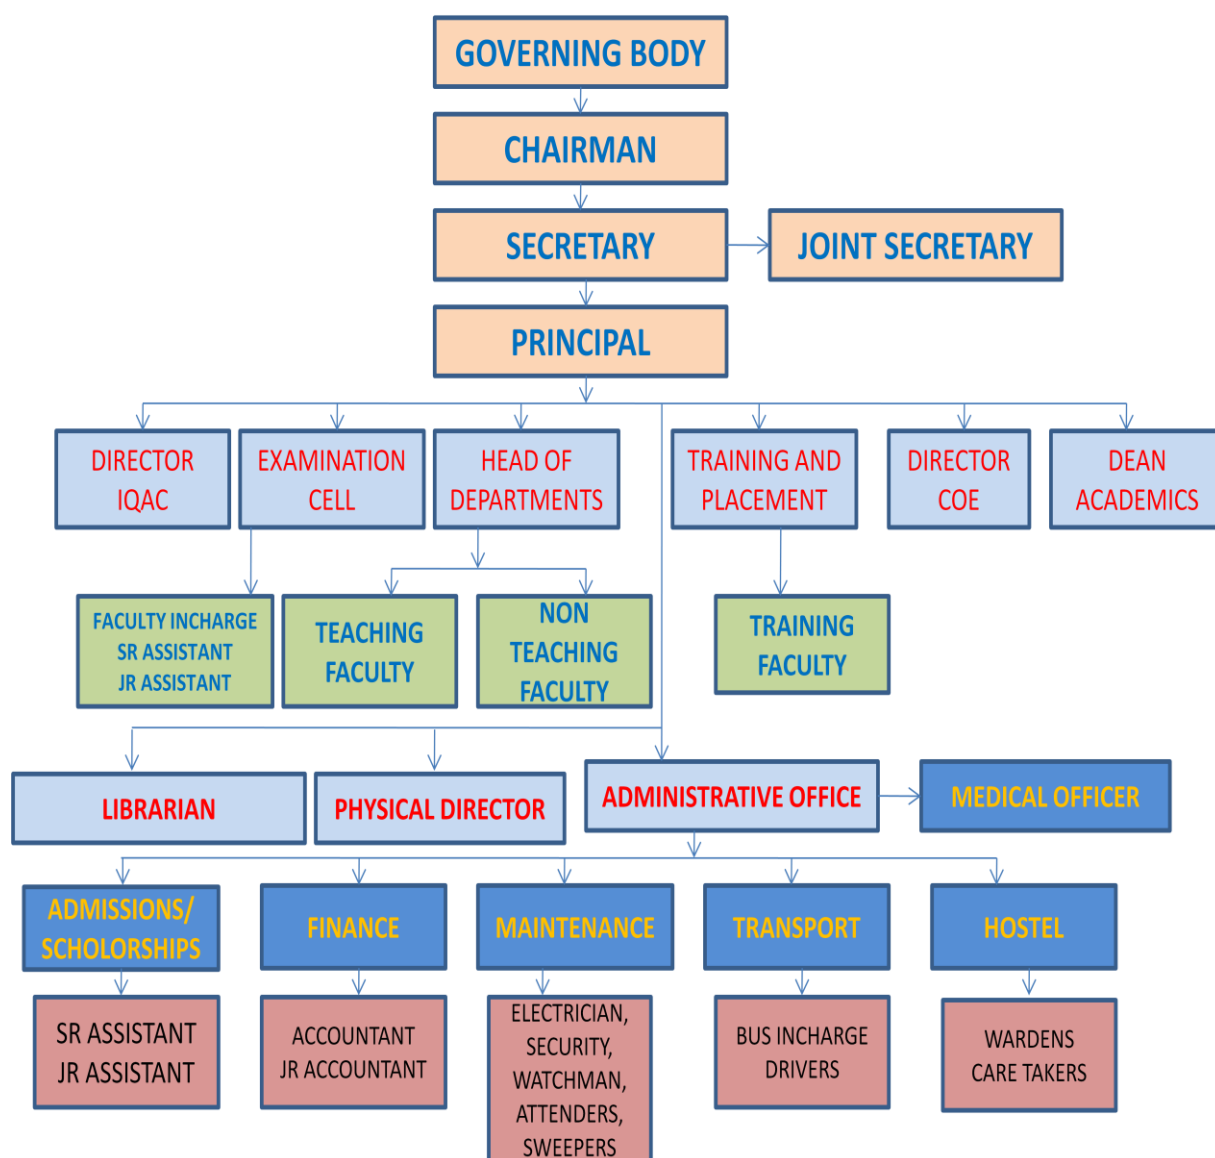 GOVERNING BODY
CHAIRMAN
SECRETARY
JOINT SECRETARY
PRINCIPAL
DIRECTOR
IQAC
EXAMINATION
CELL
HEAD OF
DEPARTMENTS
TRAINING AND
PLACEMENT
DIRECTOR
COE
DEAN
ACADEMICS
FACULTY INCHARGE
SR ASSISTANT
JR ASSISTANT
TEACHING
FACULTY
NON
TEACHING
FACULTY
TRAINING
FACULTY
LIBRARIAN
PHYSICAL DIRECTOR
ADMINISTRATIVE OFFICE
MEDICAL OFFICER
ADMISSIONS/
SCHOLORSHIPS
FINANCE
MAINTENANCE
TRANSPORT
HOSTEL
SR ASSISTANT
JR ASSISTANT
ACCOUNTANT
JR ACCOUNTANT
ELECTRICIAN,
SECURITY,
WATCHMAN,
ATTENDERS,
SWEEPERS
BUS INCHARGE
DRIVERS
WARDENS
CARE TAKERS